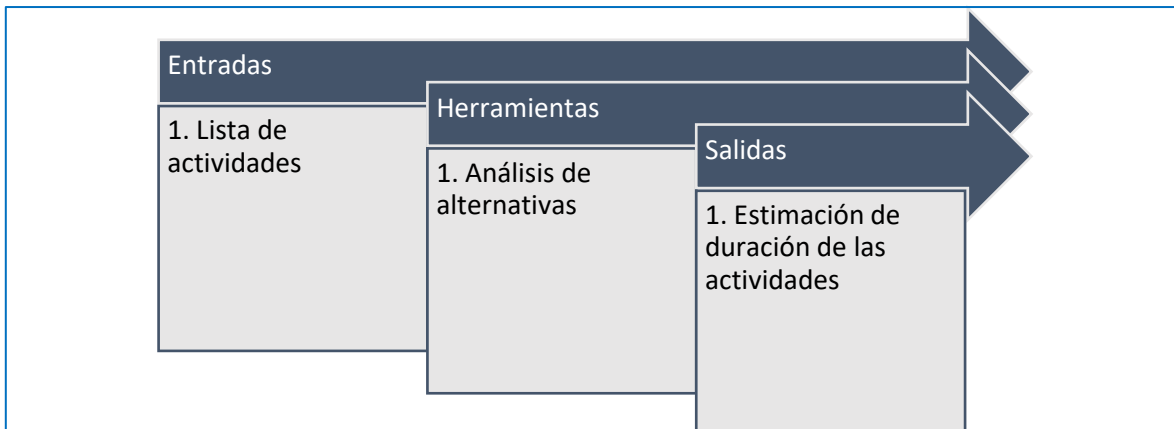 Entradas
1. Lista de
actividades
Herramientas
1. Análisis de
alternativas
Salidas
1. Estimación de
duración de las
actividades